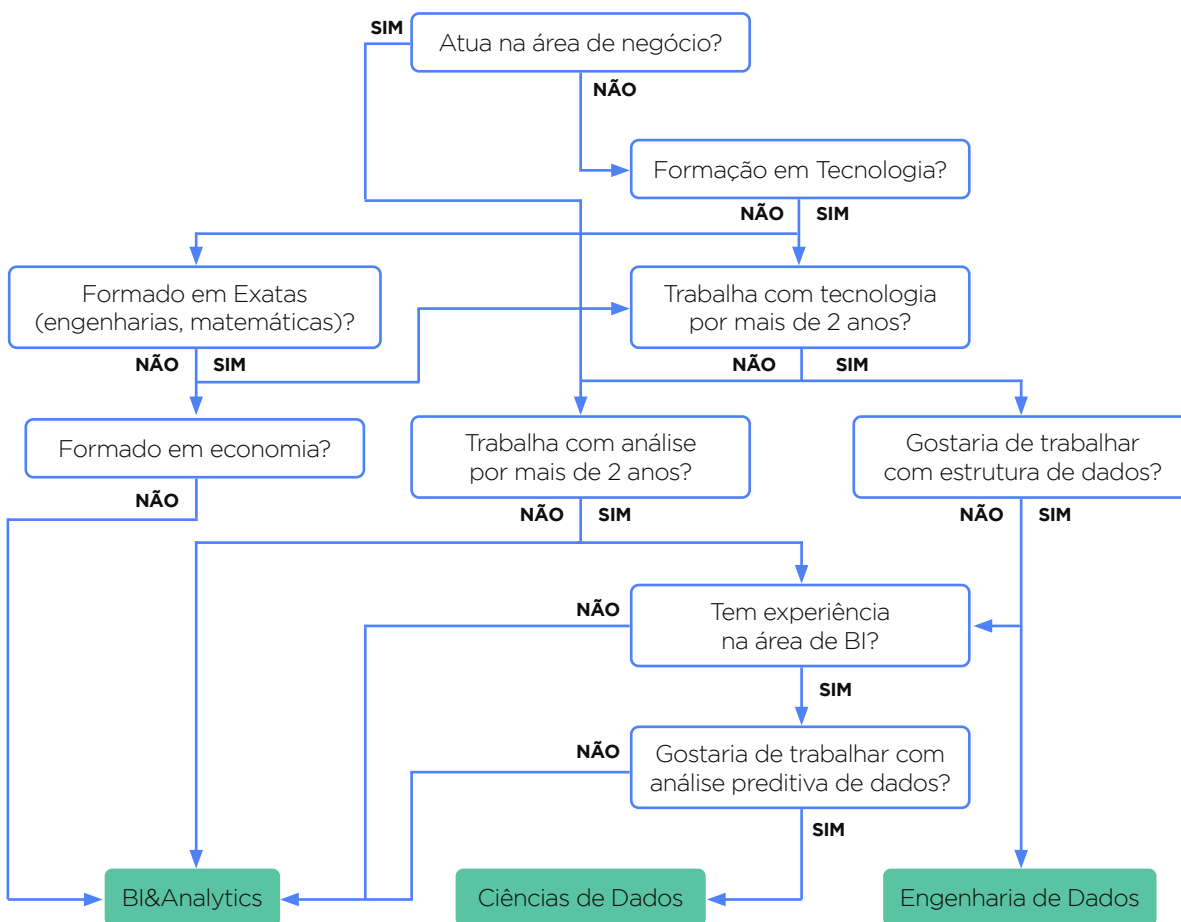 SIM
Atua na área de negócio?
NÃO
Formação em Tecnologia?
NÃO SIM
Formado em Exatas
(engenharias, matemáticas)?
NÃO SIM
Trabalha com tecnologia
por mais de 2 anos?
NÃO SIM
Formado em economia?
NÃO
Trabalha com análise
por mais de 2 anos?
NÃO SIM
Gostaria de trabalhar
com estrutura de dados?
NÃO SIM
NÃO
Tem experiência
na área de BI?
SIM
NÃO
Gostaria de trabalhar com
análise preditiva de dados?
SIM
BI&Analytics
Ciências de Dados
Engenharia de Dados